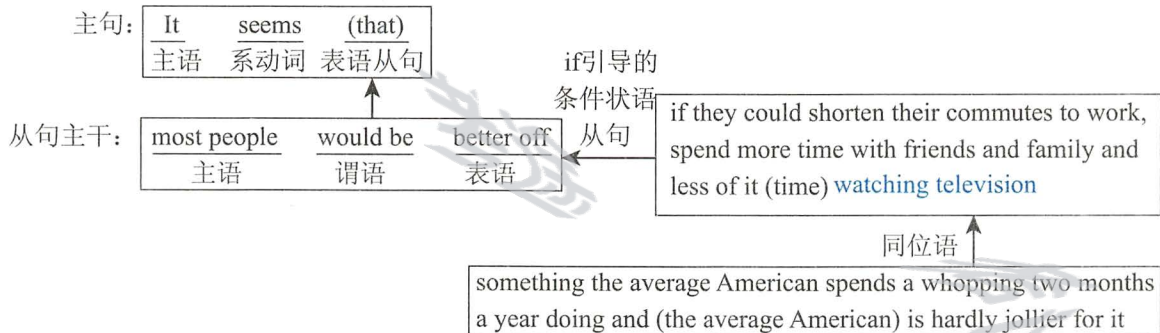 主句: It seems (that)
主语 系动词 表语从句
if引导的
条件状语
从句
从句主干: most people would be better off
主语 谓语 表语
if they could shorten their commutes to work,
spend more time with friends and family and
less of it (time) watching television
同位语
something the average American spends a whopping two months
a year doing and (the average American) is hardly jollier for it